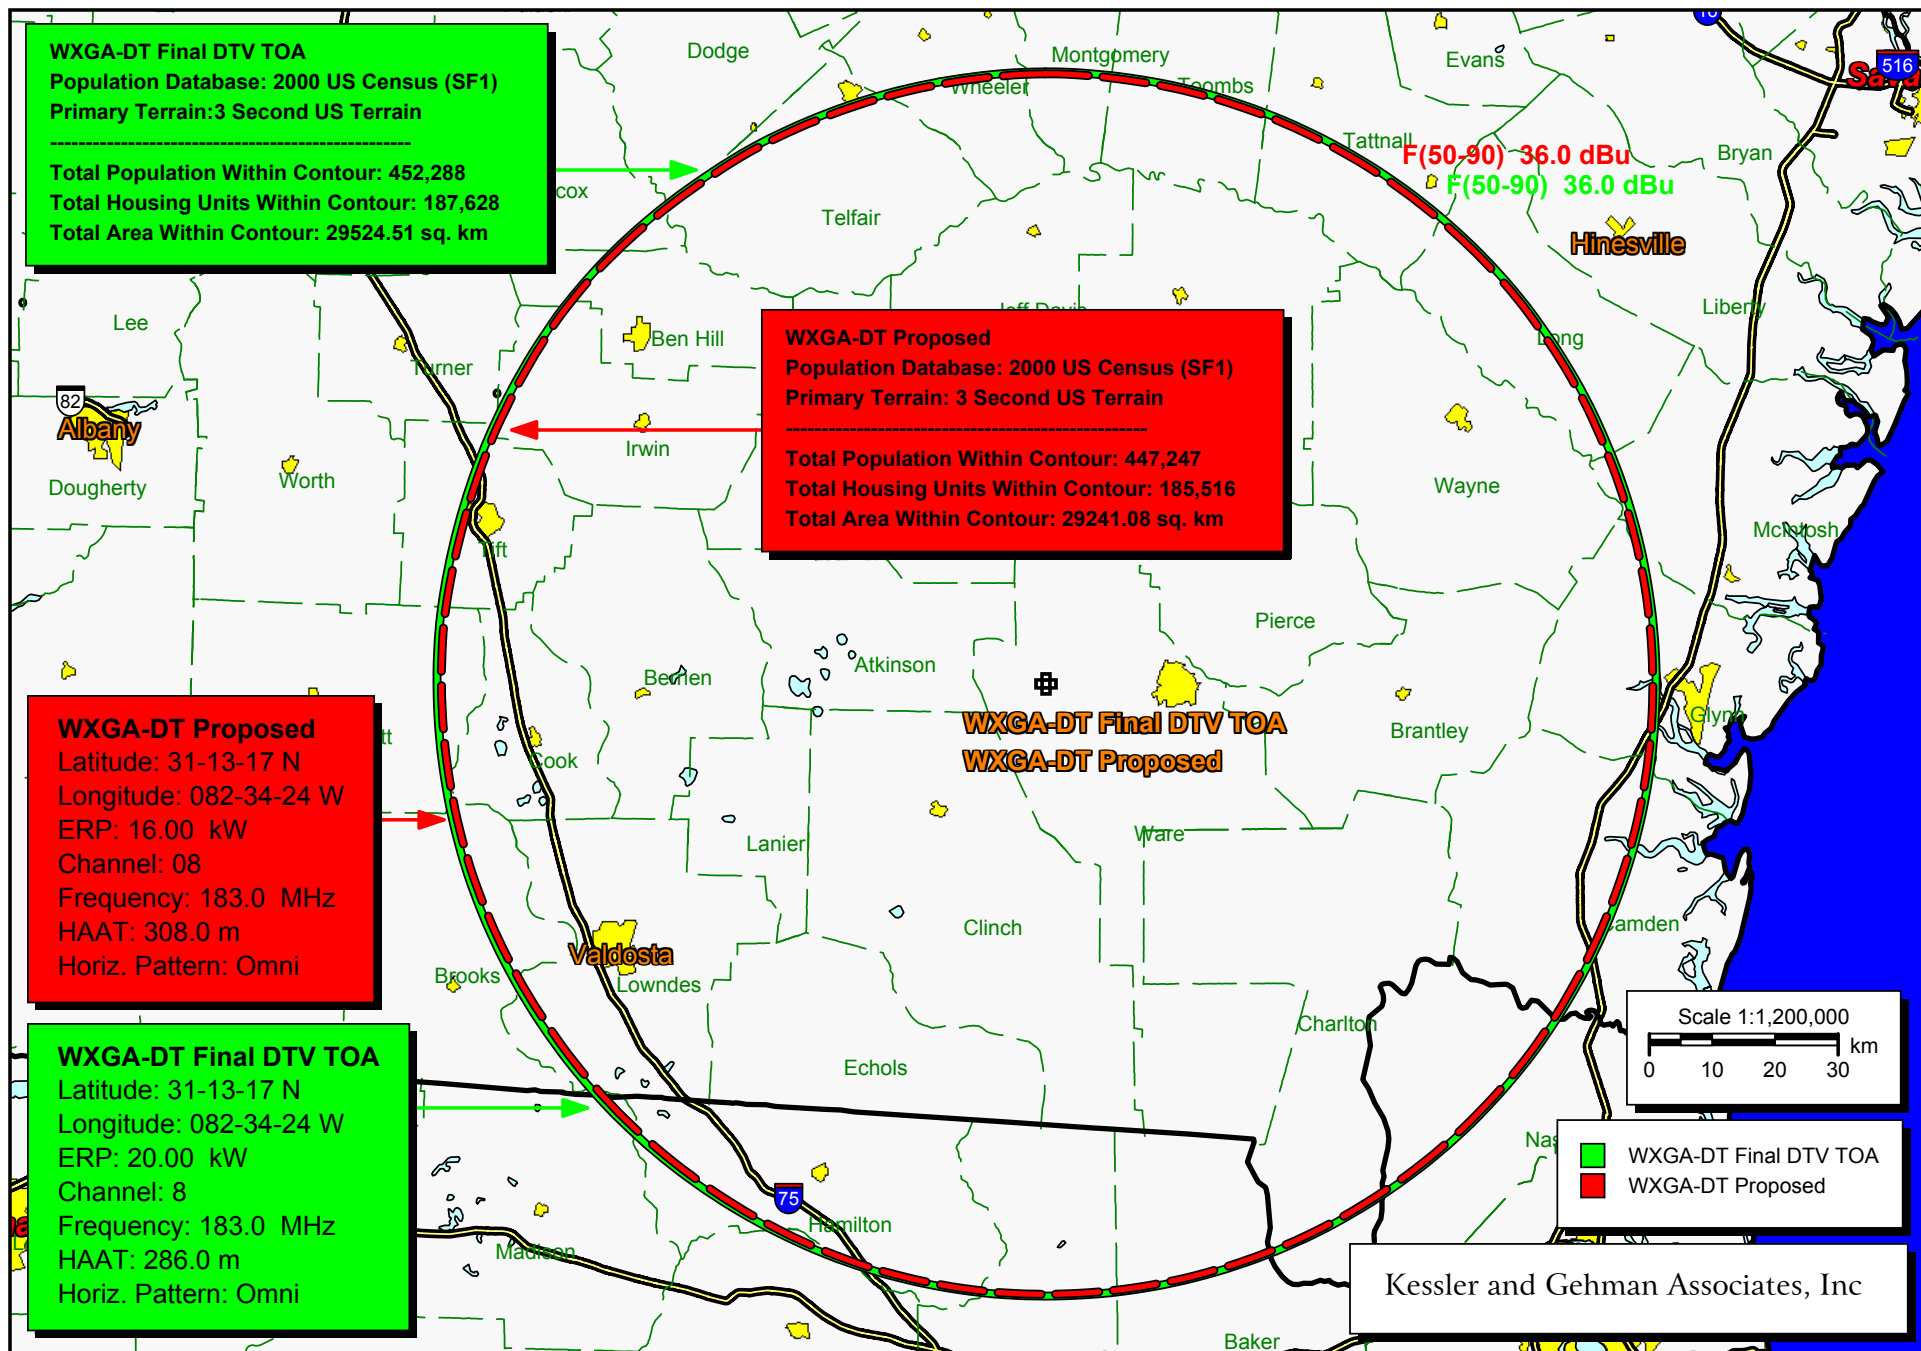 WXGA-DT Final DTV TOA
Population Database: 2000 US Census (SF1)
Primary Terrain:3 Second US Terrain
---------------------------------------------------
Total Population Within Contour: 452,288
Total Housing Units Within Contour: 187,628
Total Area Within Contour: 29524.51 sq. km
Dodge
Montgomery
Wheeler
Toombs
Evans
516
Tattnall
F(50-90) 36.0 dBu
F(50-90) 36.0 dBu
Bryan
cox
Telfair
Hinesville
Liberty
Long
Lee
Ben Hill
Turner
Jeff Davis
WXGA-DT Proposed
Population Database: 2000 US Census (SF1)
Primary Terrain: 3 Second US Terrain
---------------------------------------------------
Total Population Within Contour: 447,247
Total Housing Units Within Contour: 185,516
Total Area Within Contour: 29241.08 sq. km
82
Albany
Dougherty
Worth
Irwin
Wayne
McIntosh
Tift
Pierce
Atkinson
Berrien
WXGA-DT Final DTV TOA
WXGA-DT Proposed
Brantley
Glynn
WXGA-DT Proposed
Latitude: 31-13-17 N
Longitude: 082-34-24 W
ERP: 16.00 kW
Channel: 08
Frequency: 183.0 MHz
HAAT: 308.0 m
Horiz. Pattern: Omni
tt
Cook
Lanier
Ware
Clinch
Camden
Valdosta
Brooks
Lowndes
Charlton
Echols
Scale 1:1,200,000
km
0 10 20 30
WXGA-DT Final DTV TOA
Latitude: 31-13-17 N
Longitude: 082-34-24 W
ERP: 20.00 kW
Channel: 8
Frequency: 183.0 MHz
HAAT: 286.0 m
Horiz. Pattern: Omni
Nas
WXGA-DT Final DTV TOA
WXGA-DT Proposed
75
Hamilton
Madison
Kessler and Gehman Associates, Inc
Baker